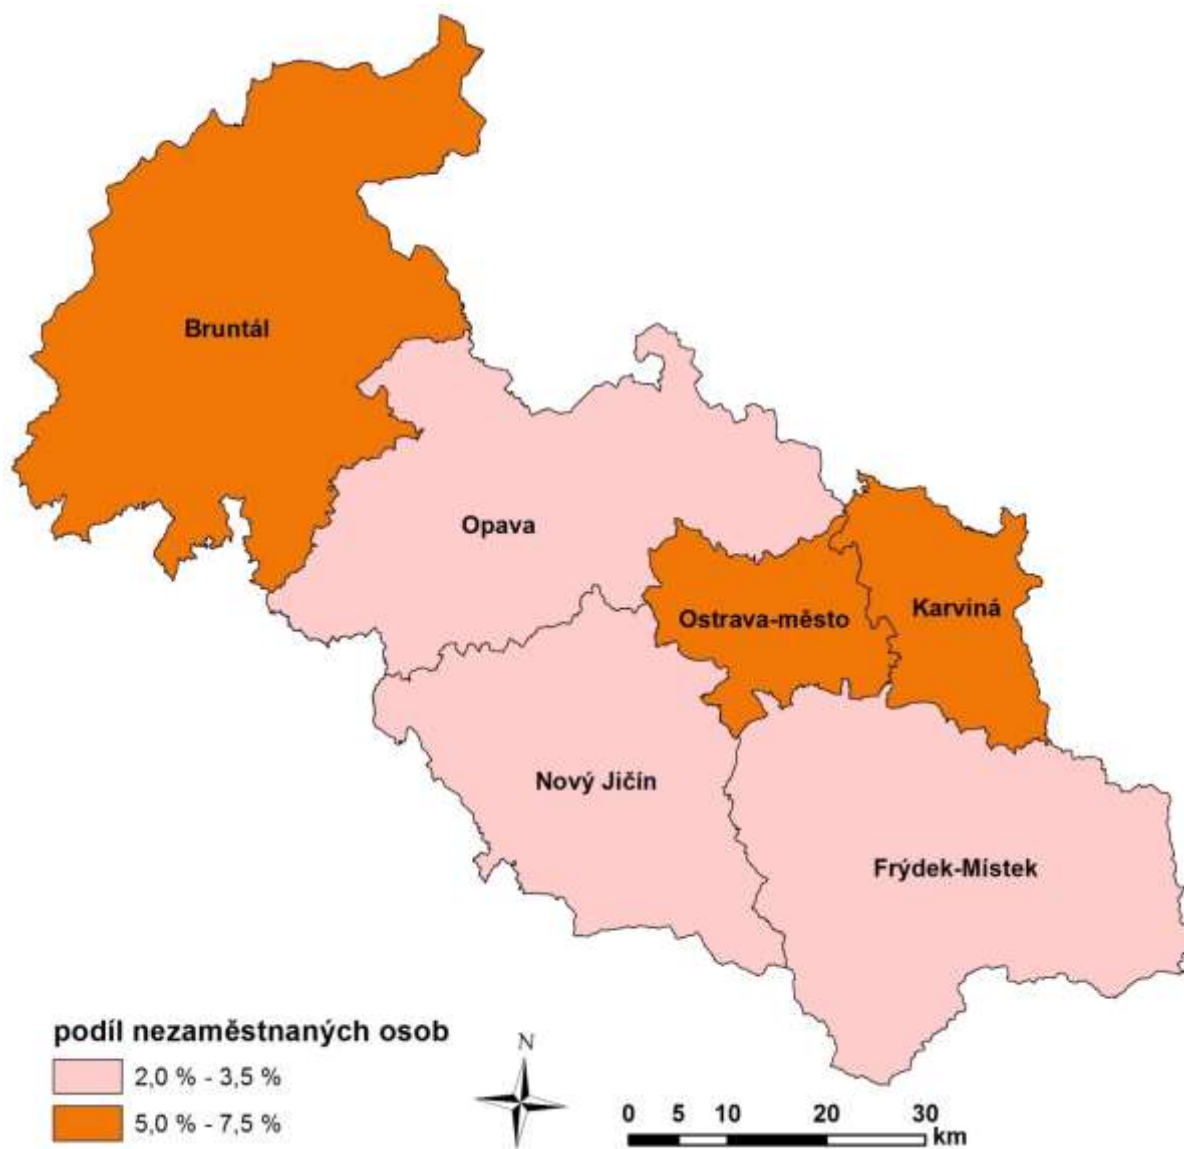 Bruntál
Opava
Ostrava-město
Karviná
Nový Jičín
Frýdek-Místek
podíl nezaměstnaných osob
2,0 % - 3,5 %
5,0 % - 7,5 %
N
0 5 10 20 30
km